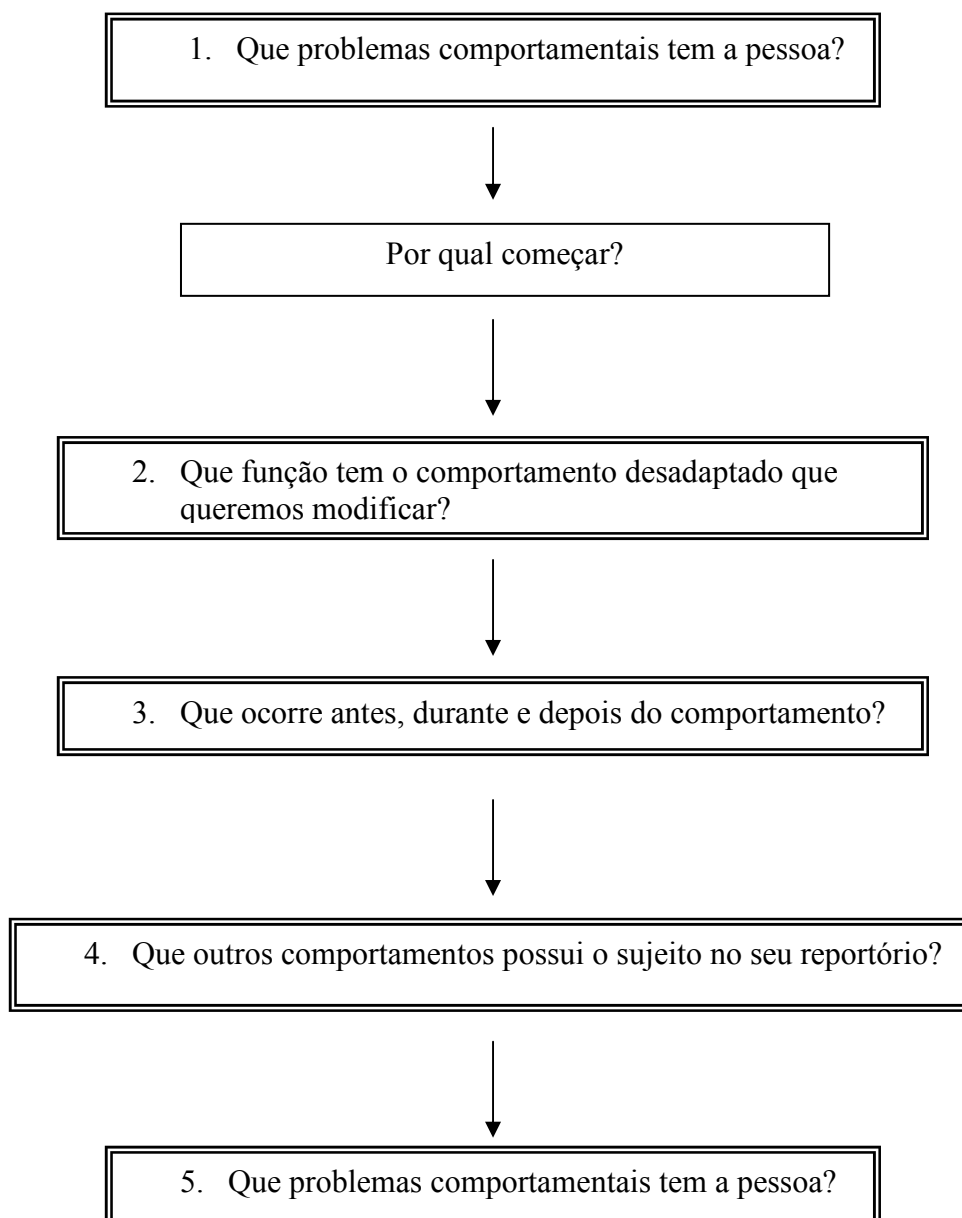 1. Que problemas comportamentais tem a pessoa?
Por qual começar?
2. Que função tem o comportamento desadaptado que
queremos modificar?
3. Que ocorre antes, durante e depois do comportamento?
4. Que outros comportamentos possui o sujeito no seu reportório?
5. Que problemas comportamentais tem a pessoa?